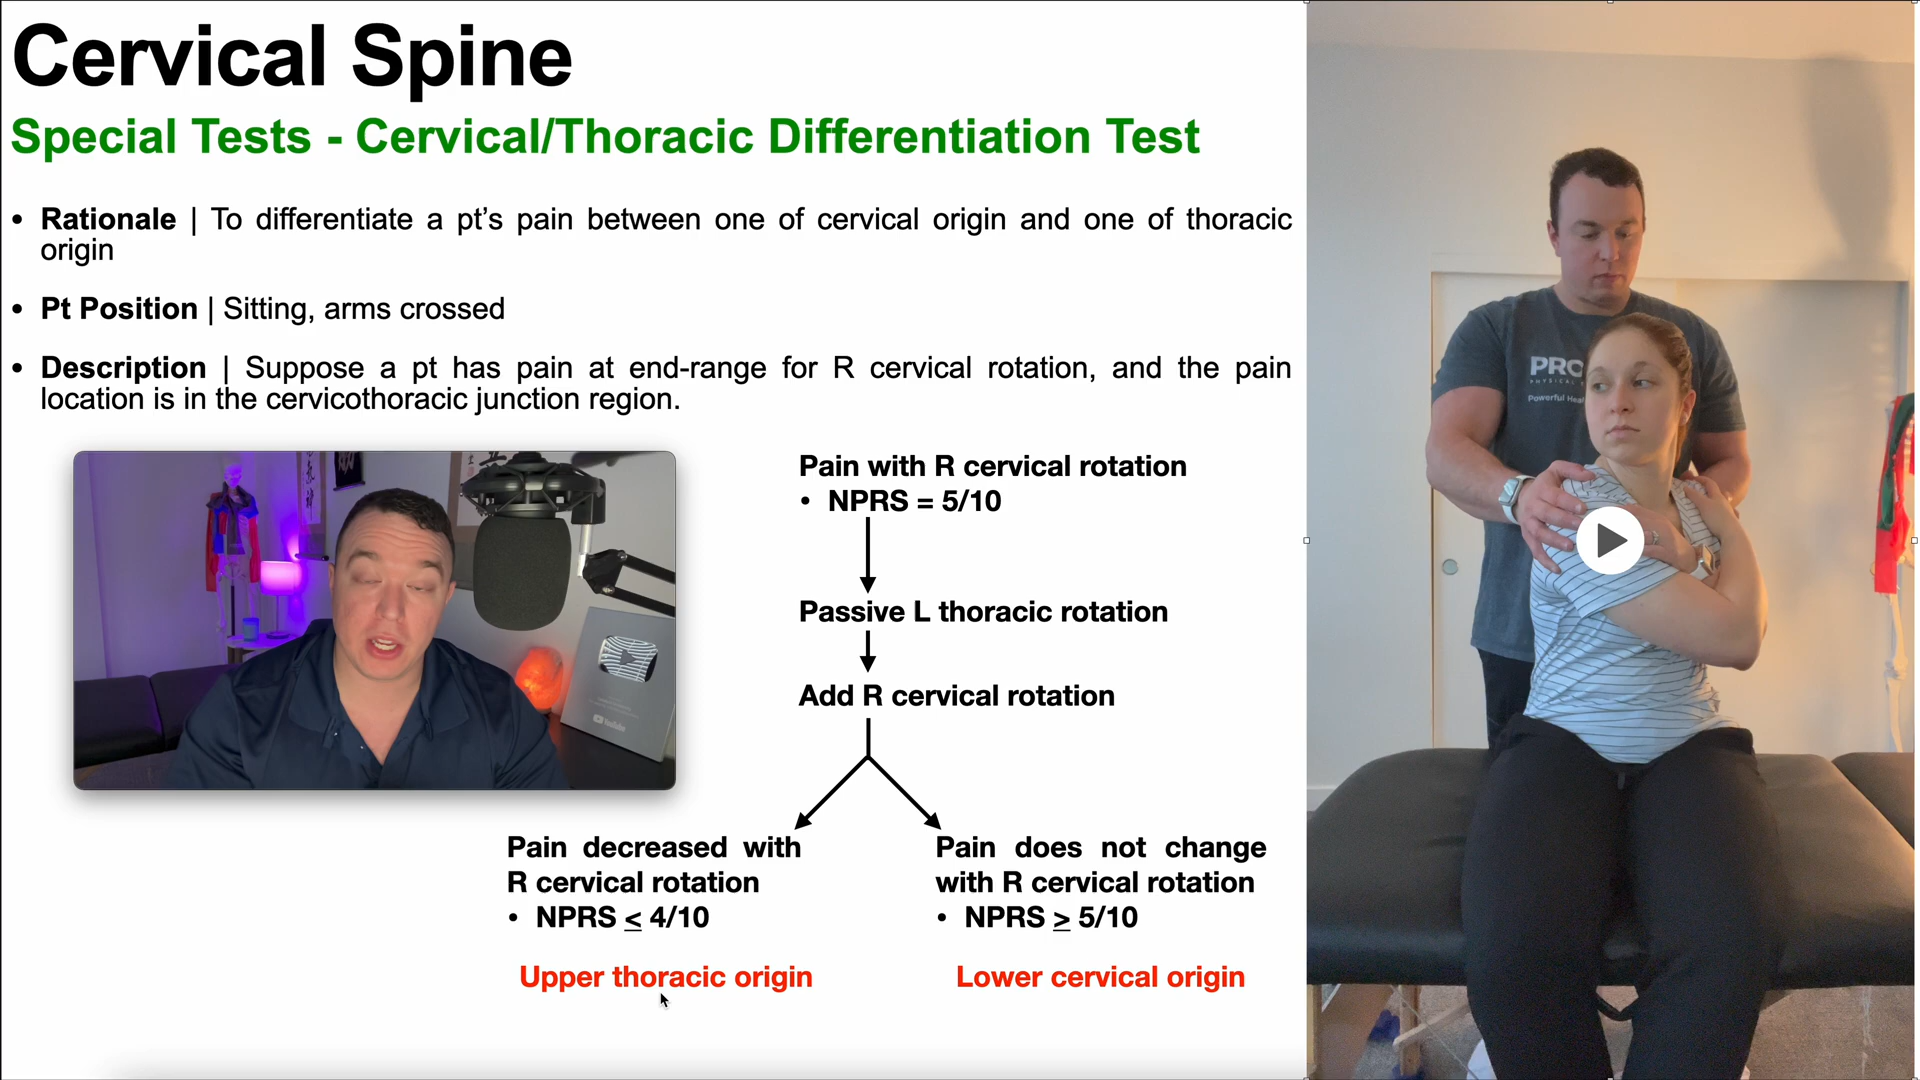 Cervical Spine
Special Tests - Cervical/Thoracic Differentiation Test
• Rationale | To differentiate a pt’s pain between one of cervical origin and one of thoracic
origin
• Pt Position | Sitting, arms crossed
• Description | Suppose a pt has pain at end-range for R cervical rotation, and the pain
location is in the cervicothoracic junction region.
Pain with R cervical rotation
• NPRS = 5/10
Passive L thoracic rotation
Add R cervical rotation
Pain decreased with
R cervical rotation
• NPRS ≤ 4/10
Upper thoracic origin
Pain does not change
with R cervical rotation
• NPRS ≥ 5/10
Lower cervical origin
PRO
PHYSICAL
Powerful Heal
YouTube